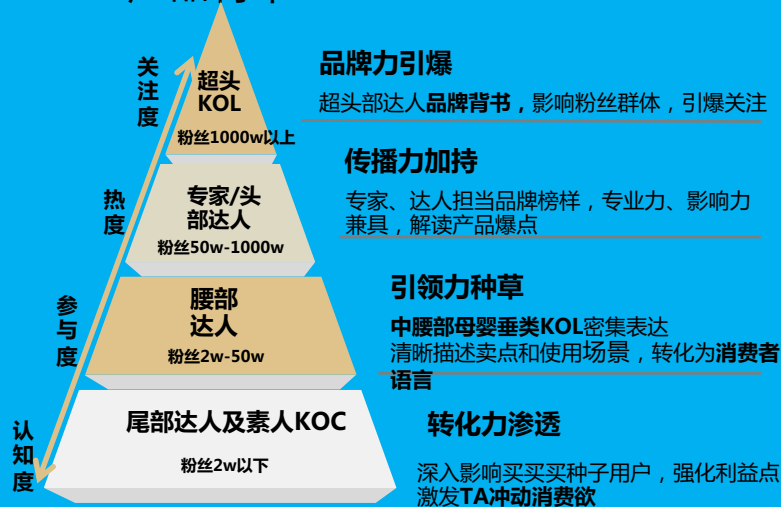 关注度
超头
KOL
粉丝1000w以上
品牌力引爆
超头部达人品牌背书，影响粉丝群体，引爆关注
热度
专家/头
部达人
粉丝50w-1000w
传播力加持
专家、达人担当品牌榜样，专业力、影响力
兼具，解读产品爆点
参与度
腰部
达人
粉丝2w-50w
引领力种草
中腰部母婴垂类KOL密集表达
清晰描述卖点和使用场景，转化为消费者
语言
认知度
尾部达人及素人KOC
粉丝2w以下
转化力渗透
深入影响买买买种子用户，强化利益点
激发TA冲动消费欲